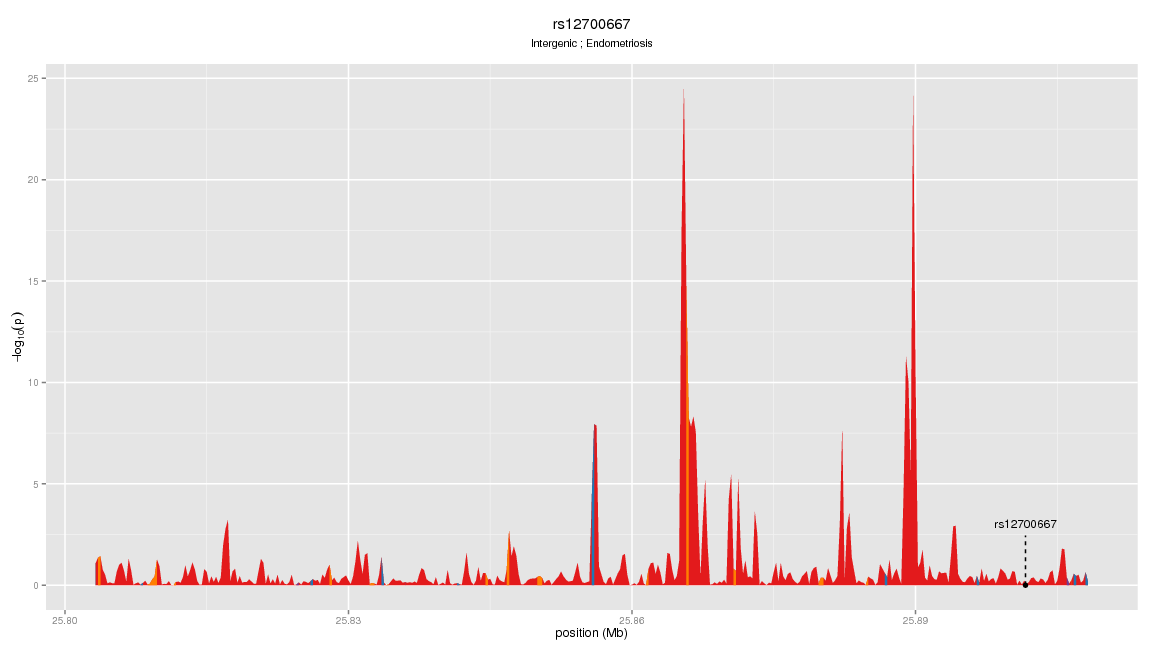 rs12700667
Intergenic ; Endometriosis
25
20
15
10
5
0
−log10(p)
rs12700667
25.80
25.83
25.86
25.89
position (Mb)